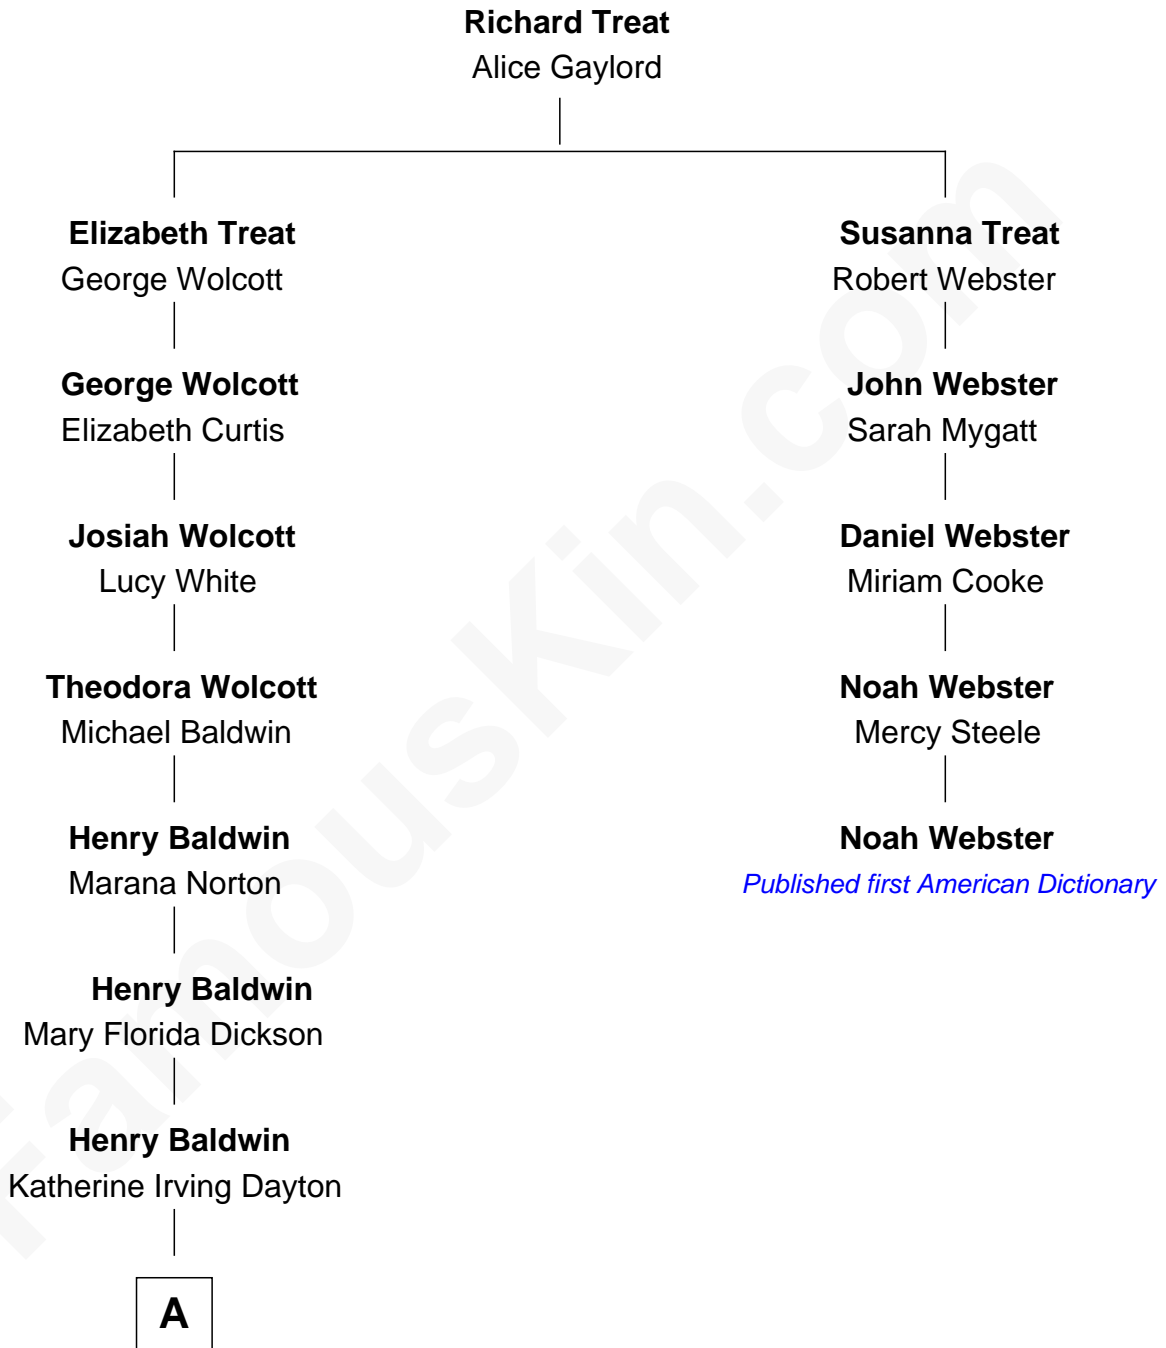 Richard Treat
Alice Gaylord
Elizabeth Treat
George Wolcott
Susanna Treat
Robert Webster
George Wolcott
Elizabeth Curtis
John Webster
Sarah Mygatt
Josiah Wolcott
Lucy White
Daniel Webster
Miriam Cooke
Theodora Wolcott
Michael Baldwin
Noah Webster
Mercy Steele
Henry Baldwin
Marana Norton
Noah Webster
Published first American Dictionary
Henry Baldwin
Mary Florida Dickson
Henry Baldwin
Katherine Irving Dayton
A
FamousKin.com